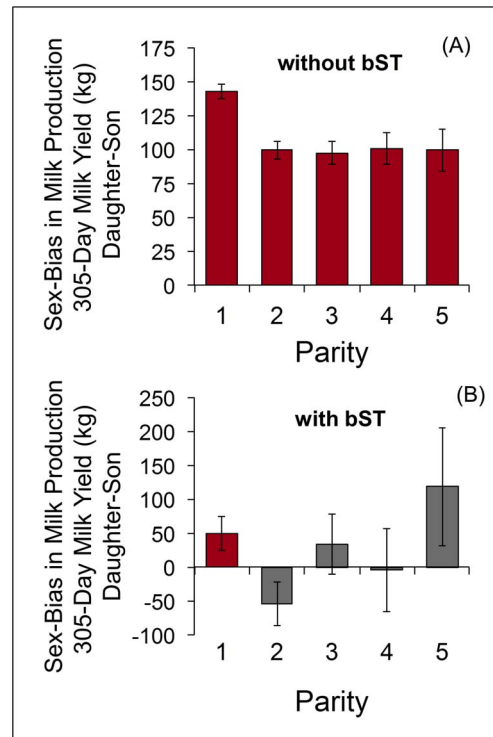 (A)
without bST
Sex-Bias in Milk Production
305-Day Milk Yield (kg)
Daughter-Son
175
150
125
100
75
50
25
0
1 2 3 4 5
Parity
(B)
with bST
Sex-Bias in Milk Production
305-Day Milk Yield (kg)
Daughter-Son
250
200
150
100
50
0
-50
-100
1 2 3 4 5
Parity